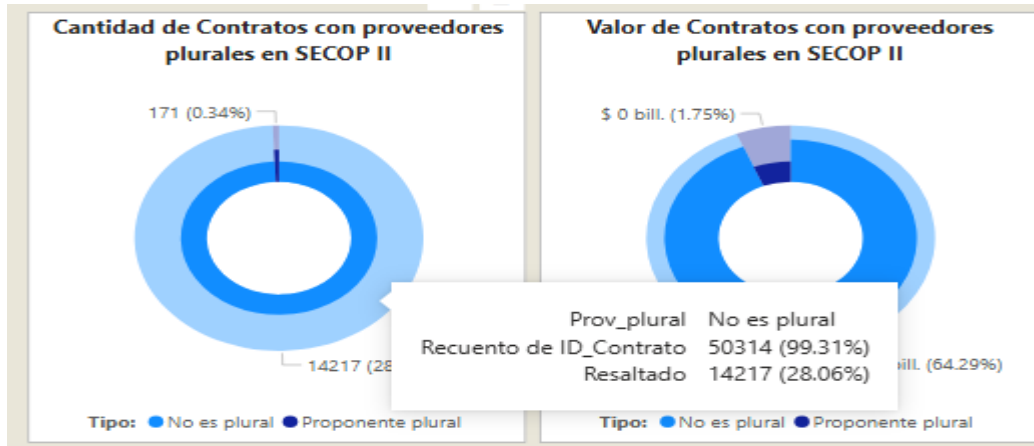 Cantidad de Contratos con proveedores
plurales en SECOP II
171 (0.34%)
14217 (28
Tipo: No es plural Proponente plural
Valor de Contratos con proveedores
plurales en SECOP II
$ 0 bill. (1.75%)
Prov_plural No es plural
Recuento de ID_Contrato 50314 (99.31%)
Resaltado 14217 (28.06%)
bill. (64.29%)
Tipo: No es plural Proponente plural